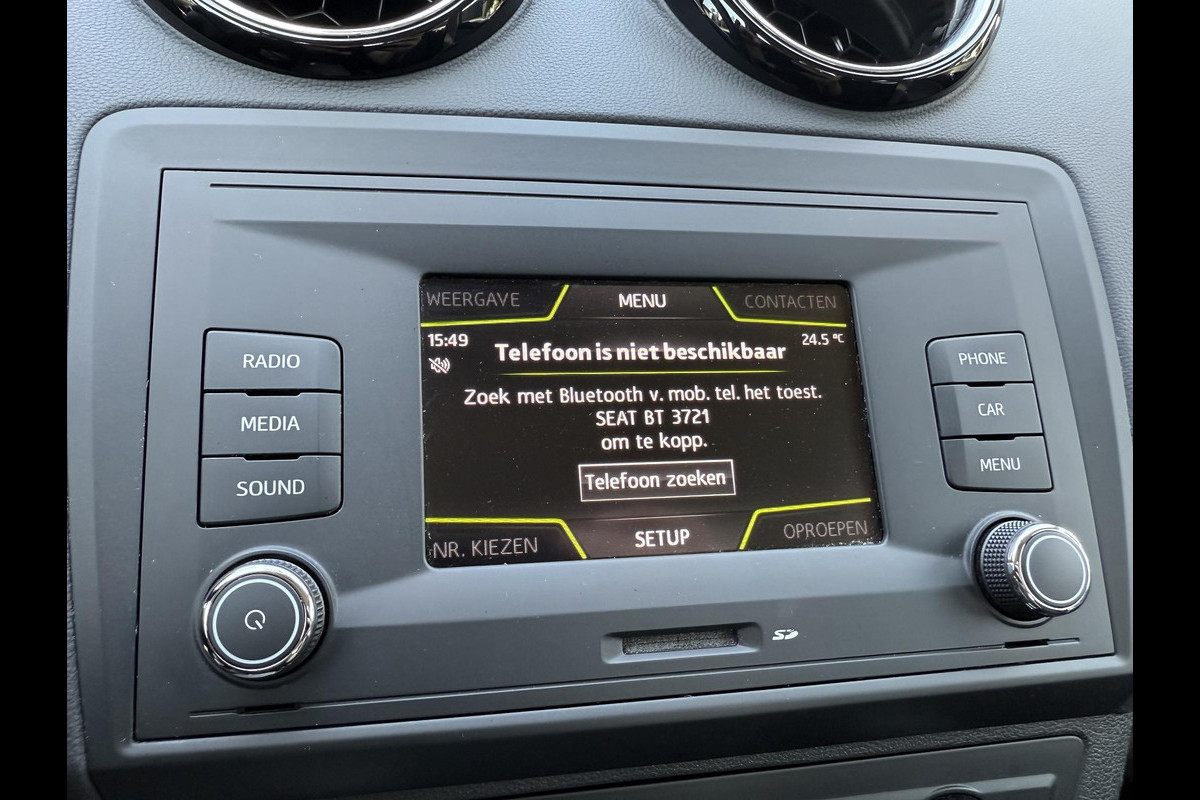 WEERGAVE MENU CONTACTEN
15:49 24.5 °C
Telefoon is niet beschikbaar
Zoek met Bluetooth v. mob. tel. het toest.
SEAT BT 3721
om te kopp.
Telefoon zoeken
NR. KIEZEN SETUP OPROEPEN
RADIO
MEDIA
SOUND
PHONE
CAR
MENU
SD